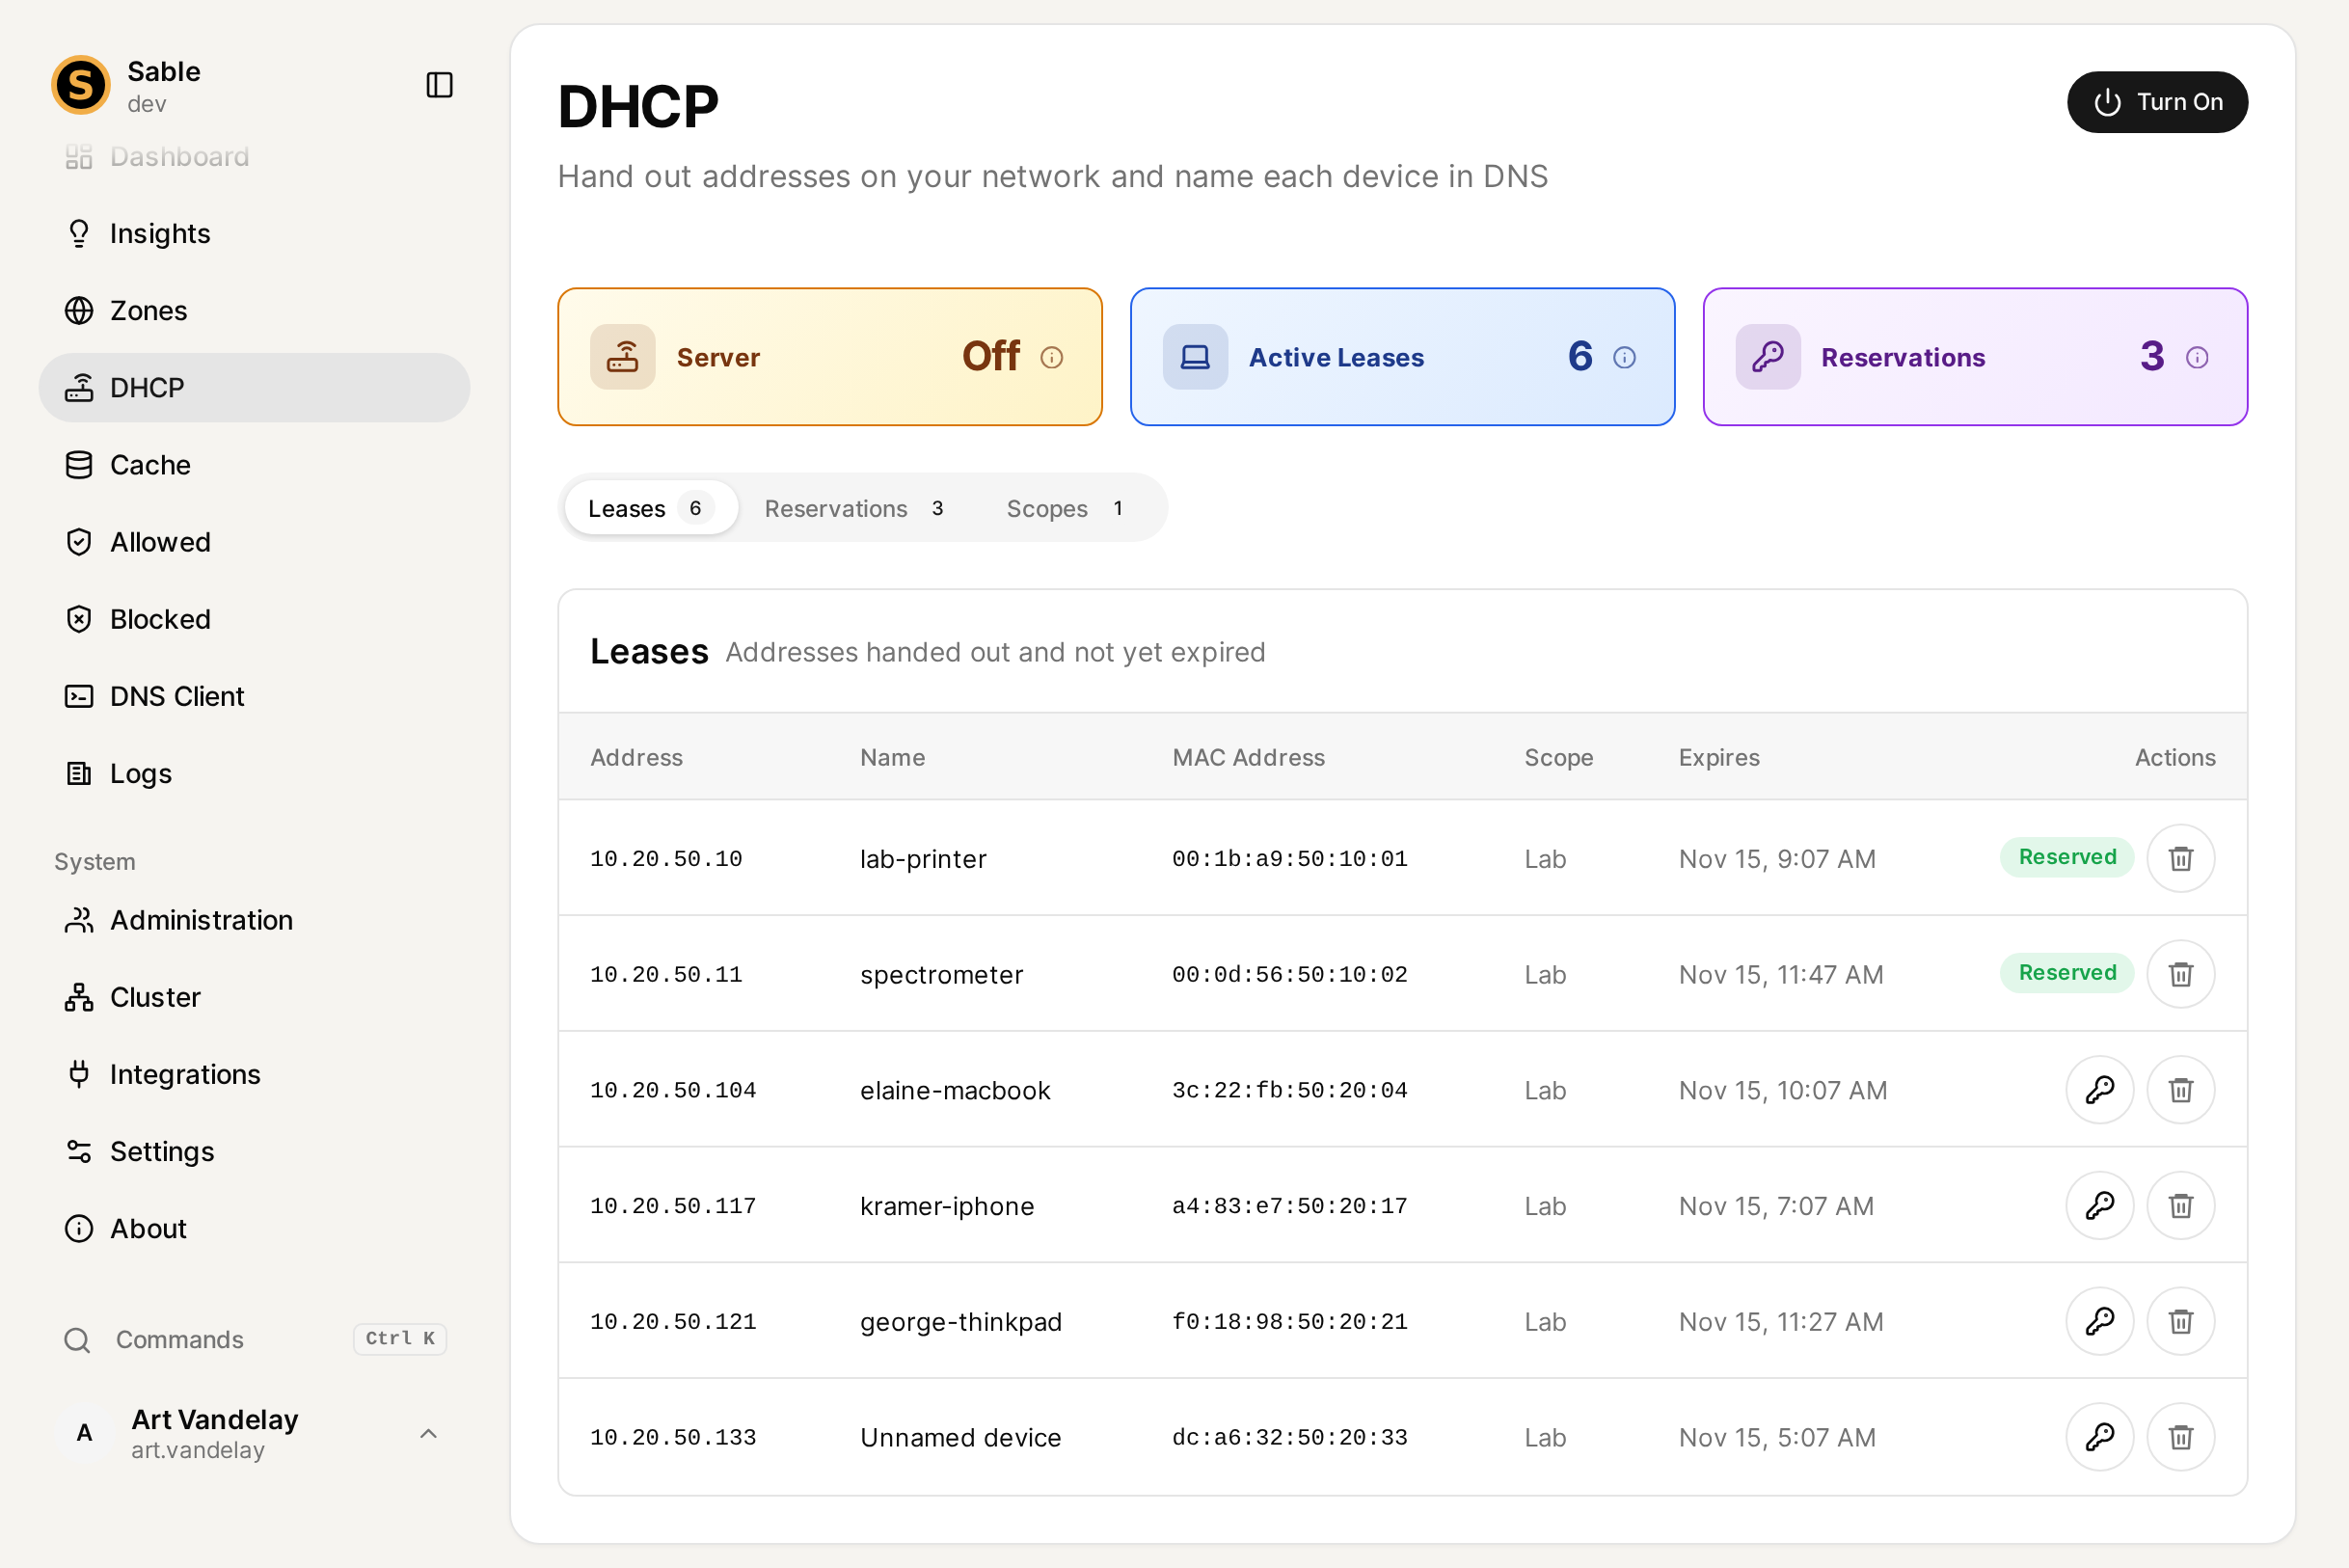 S
Sable
dev
Dashboard
Insights
Zones
DHCP
Cache
Allowed
Blocked
DNS Client
Logs
System
Administration
Cluster
Integrations
Settings
About
Commands Ctrl K
A
Art Vandelay
art.vandelay
DHCP
Turn On
Hand out addresses on your network and name each device in DNS
Server Off
Active Leases 6
Reservations 3
Leases 6 Reservations 3 Scopes 1
Leases Addresses handed out and not yet expired
Address Name MAC Address Scope Expires Actions
10.20.50.10 lab-printer 00:1b:a9:50:10:01 Lab Nov 15, 9:07 AM Reserved
10.20.50.11 spectrometer 00:0d:56:50:10:02 Lab Nov 15, 11:47 AM Reserved
10.20.50.104 elaine-macbook 3c:22:fb:50:20:04 Lab Nov 15, 10:07 AM
10.20.50.117 kramer-iphone a4:83:e7:50:20:17 Lab Nov 15, 7:07 AM
10.20.50.121 george-thinkpad f0:18:98:50:20:21 Lab Nov 15, 11:27 AM
10.20.50.133 Unnamed device dc:a6:32:50:20:33 Lab Nov 15, 5:07 AM